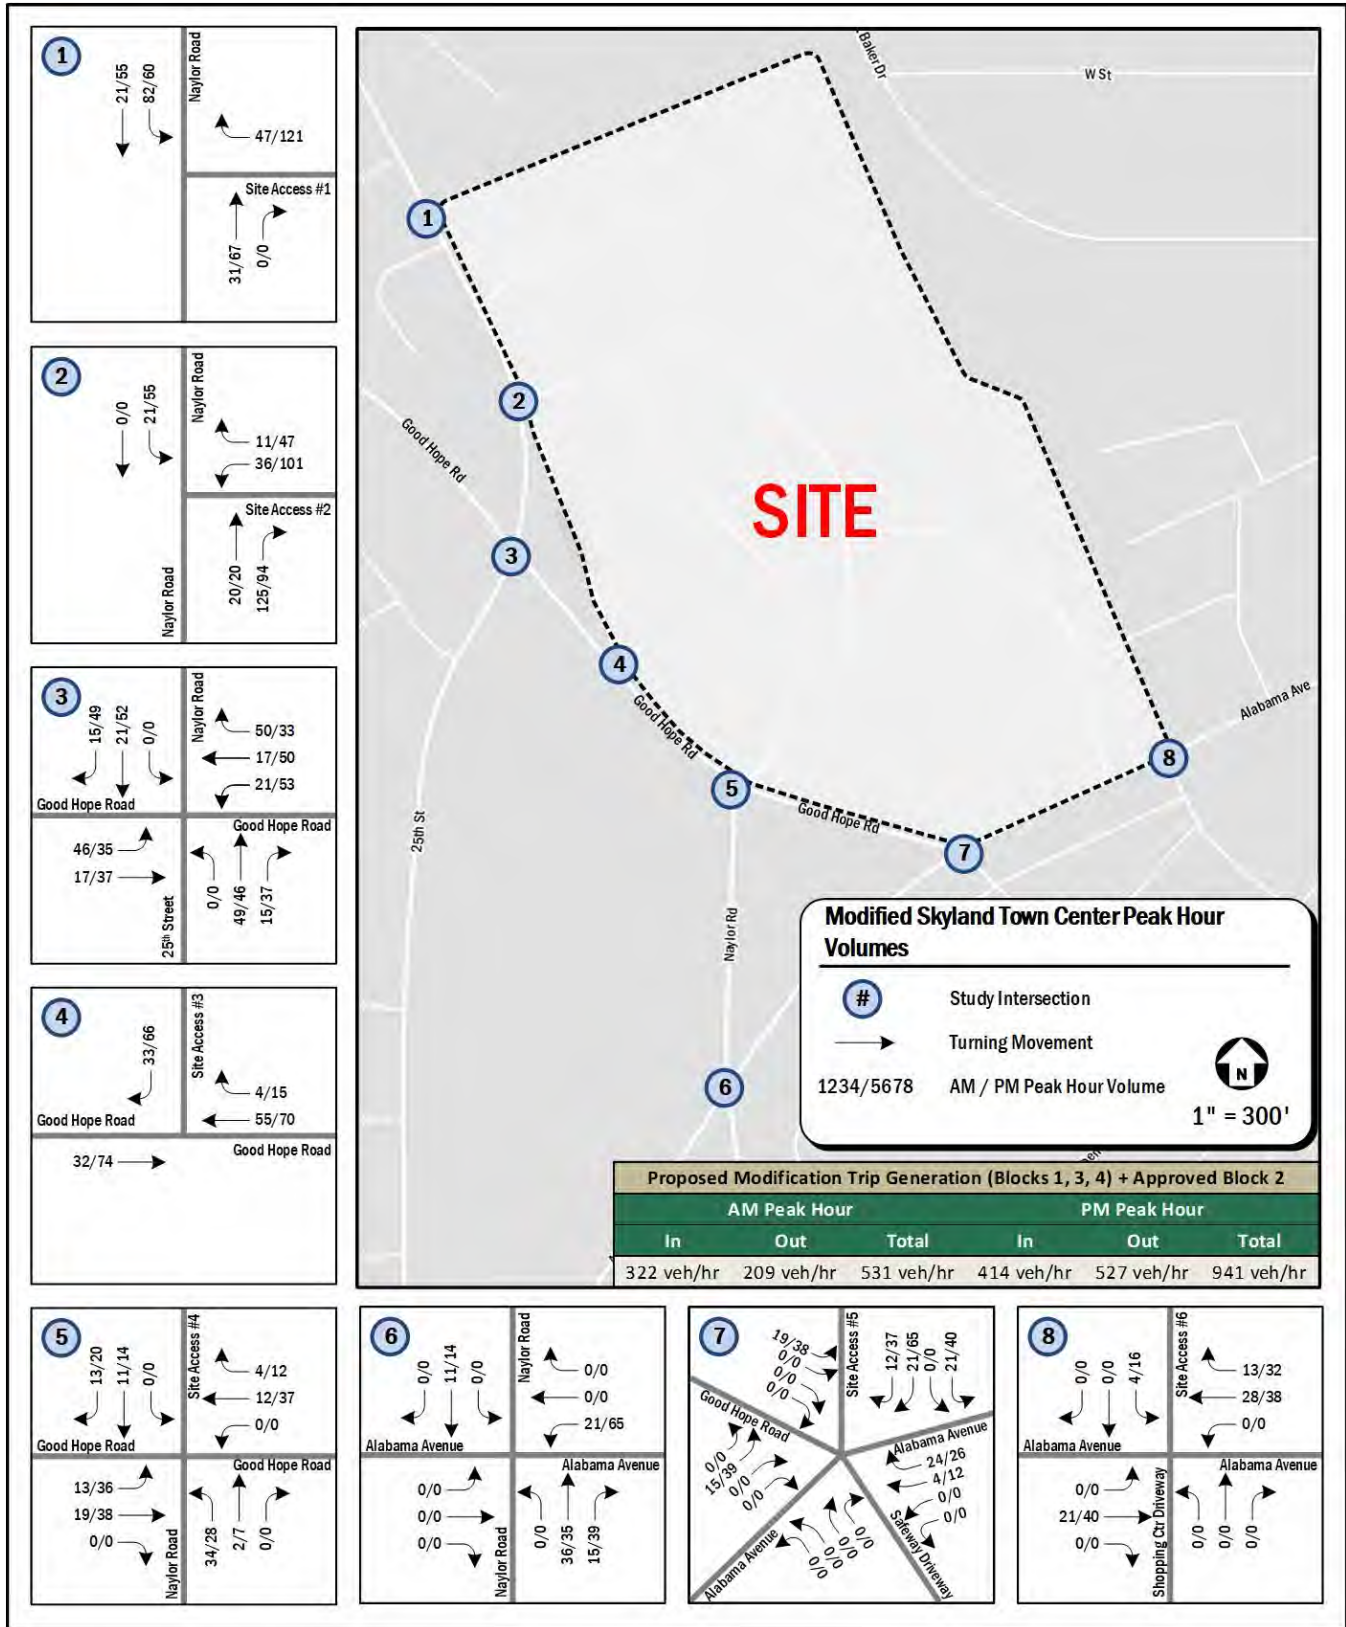 1
21/55
82/60
Naylor Road
47/121
Site Access #1
31/67
0/0
2
0/0
21/55
Naylor Road
11/47
36/101
Site Access #2
20/20
125/94
Naylor Road
3
15/49
21/52
0/0
Naylor Road
50/33
17/50
21/53
Good Hope Road
Good Hope Road
46/35
17/37
0/0
49/46
15/37
25th Street
4
33/66
Site Access #3
4/15
55/70
Good Hope Road
Good Hope Road
32/74
Baker Dr
W St
1
2
Good Hope Rd
SITE
3
4
Good Hope Rd
Alabama Ave
8
5
Good Hope Rd
25th St
7
Naylor Rd
6
Modified Skyland Town Center Peak Hour
Volumes
# Study Intersection
Turning Movement
1234/5678 AM / PM Peak Hour Volume
N
1" = 300'
Proposed Modification Trip Generation (Blocks 1, 3, 4) + Approved Block 2
AM Peak Hour PM Peak Hour
In Out Total In Out Total
322 veh/hr 209 veh/hr 531 veh/hr 414 veh/hr 527 veh/hr 941 veh/hr
5
13/20
11/14
0/0
Site Access #4
4/12
12/37
0/0
Good Hope Road
Good Hope Road
13/36
19/38
0/0
34/28
2/7
0/0
Naylor Road
6
0/0
11/14
0/0
Naylor Road
0/0
0/0
21/65
Alabama Avenue
Alabama Avenue
0/0
0/0
0/0
0/0
36/35
15/39
Naylor Road
7
19/38
0/0
0/0
0/0
Site Access #5
12/37
21/65
0/0
21/40
Good Hope Road
Alabama Avenue
24/26
4/12
0/0
0/0
0/0
15/39
0/0
0/0
0/0
0/0
0/0
0/0
Alabama Avenue
Safeway Driveway
8
0/0
0/0
4/16
Site Access #6
13/32
28/38
0/0
Alabama Avenue
Alabama Avenue
0/0
21/40
0/0
0/0
0/0
0/0
Shopping Ctr Driveway